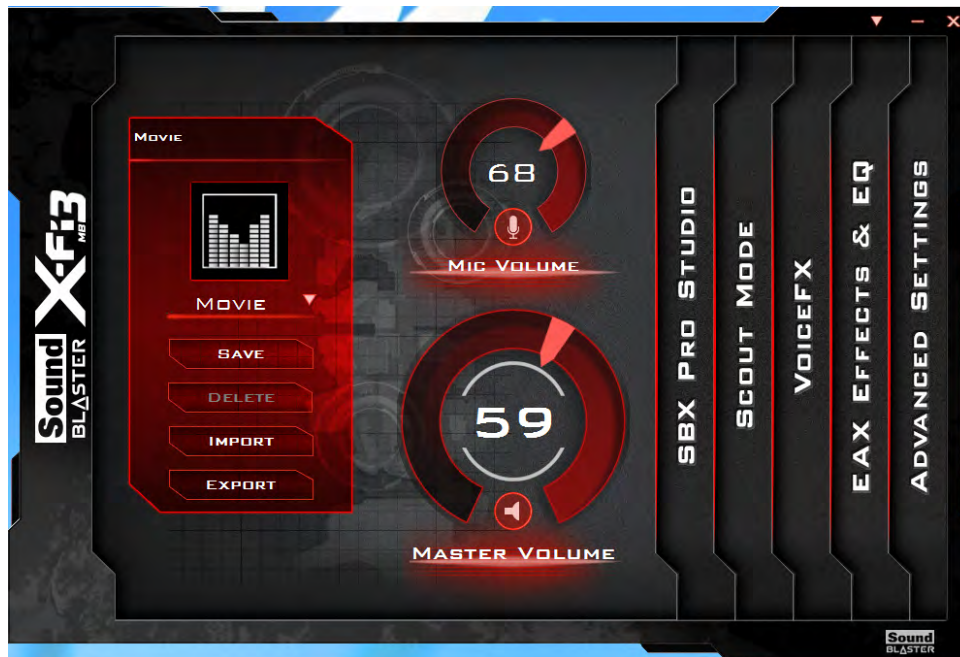 Sound
BLASTER
X-Fi3
MB
MOVIE
MOVIE
SAVE
DELETE
IMPORT
EXPORT
68
MIC VOLUME
59
MASTER VOLUME
SBX PRO STUDIO
SCOUT MODE
VOICEFX
EAX EFFECTS & EQ
ADVANCED SETTINGS
Sound
BLASTER